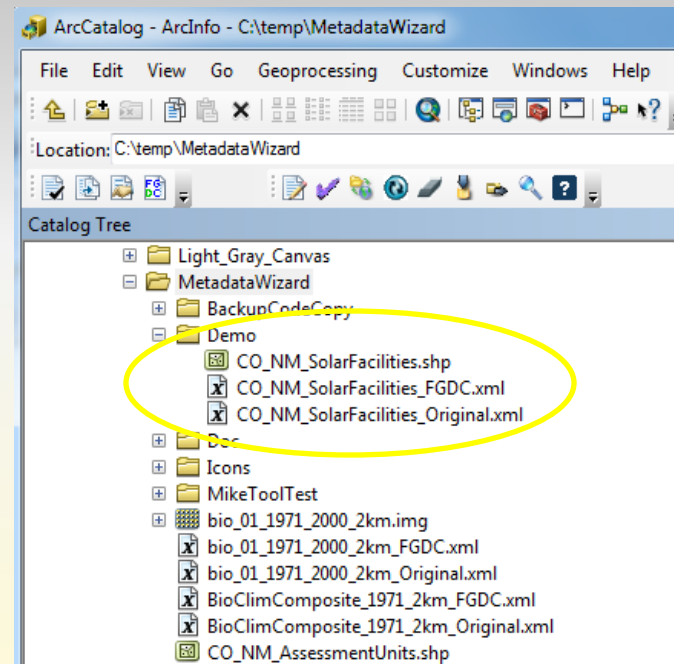 ArcCatalog - ArcInfo - C:\temp\MetadataWizard
File Edit View Go Geoprocessing Customize Windows Help
Location: C:\temp\MetadataWizard
Catalog Tree
Light_Gray_Canvas
MetadataWizard
BackupCodeCopy
Demo
CO_NM_SolarFacilities.shp
CO_NM_SolarFacilities_FGDC.xml
CO_NM_SolarFacilities_Original.xml
Doc
Icons
MikeToolTest
bio_01_1971_2000_2km.img
bio_01_1971_2000_2km_FGDC.xml
bio_01_1971_2000_2km_Original.xml
BioClimComposite_1971_2km_FGDC.xml
BioClimComposite_1971_2km_Original.xml
CO_NM_AssessmentUnits.shp